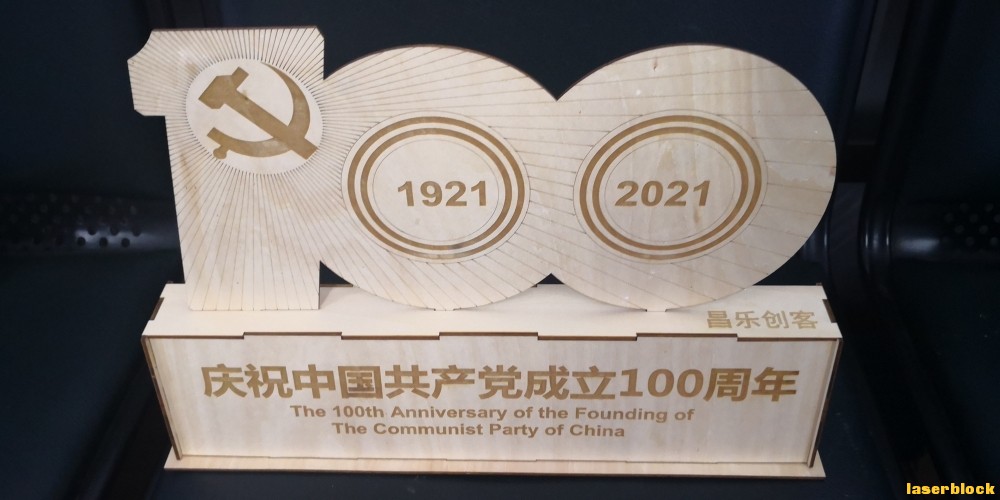 1921
2021
昌乐创客
庆祝中国共产党成立100周年
The 100th Anniversary of the Founding of
The Communist Party of China
laserblock